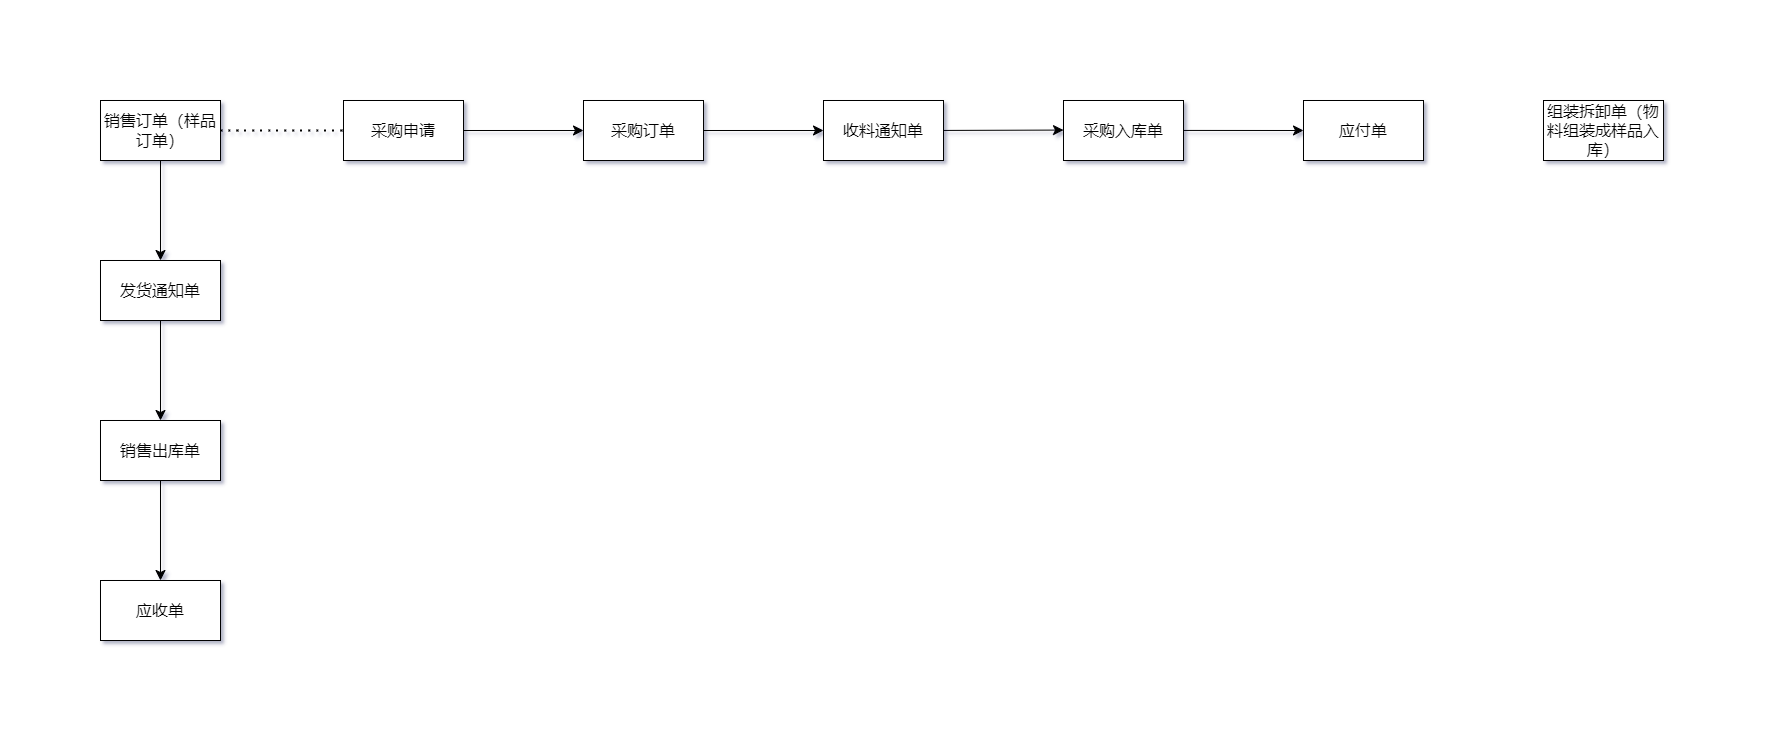 销售订单（样品
订单）
采购申请
采购订单
收料通知单
采购入库单
应付单
组装拆卸单（物
料组装成样品入
库）
发货通知单
销售出库单
应收单